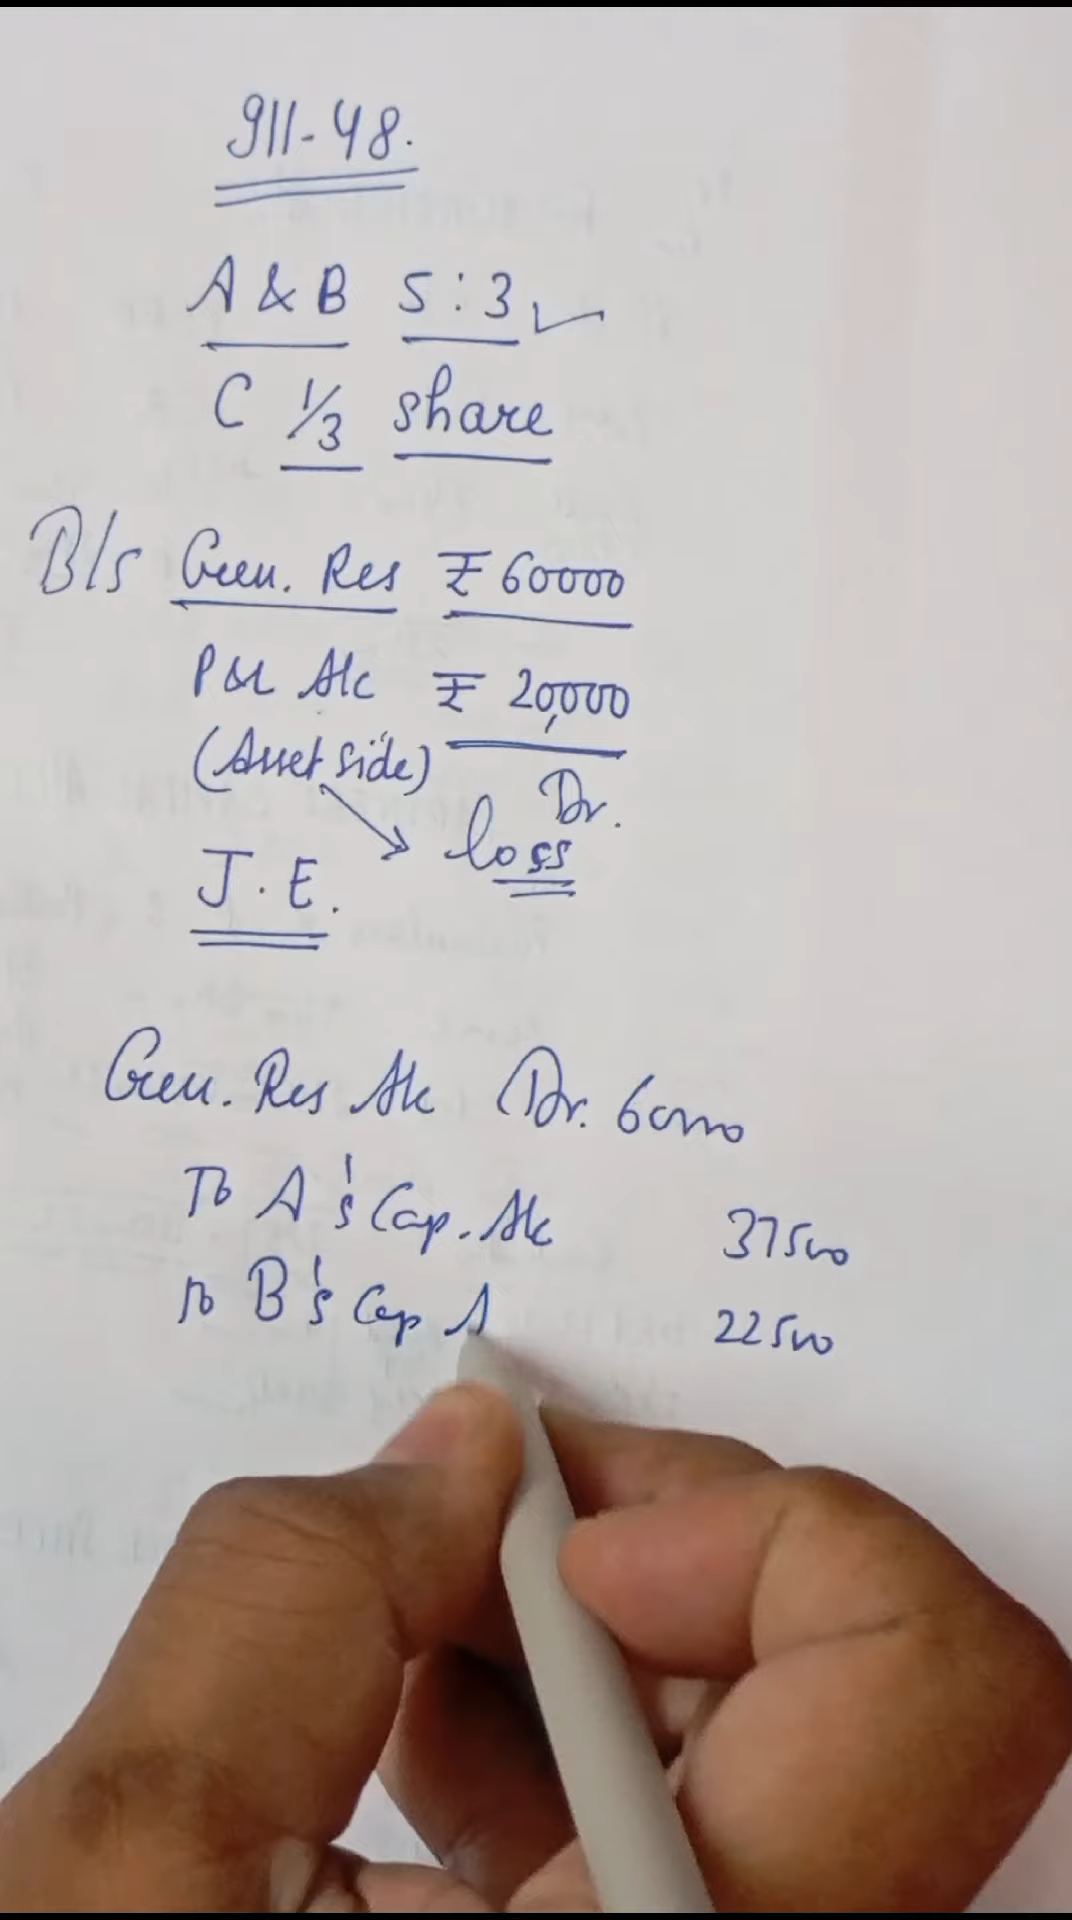 Ill-48.
A & B 5:3
C 1/3 share
B/s Gen. Res ₹ 60000
P&L A/c ₹ 20,000
(Asset side) Dr.
loss
J.E.
Gen. Res A/c Dr. 60000
To A's Cap. A/c 37500
To B's Cap A 22500